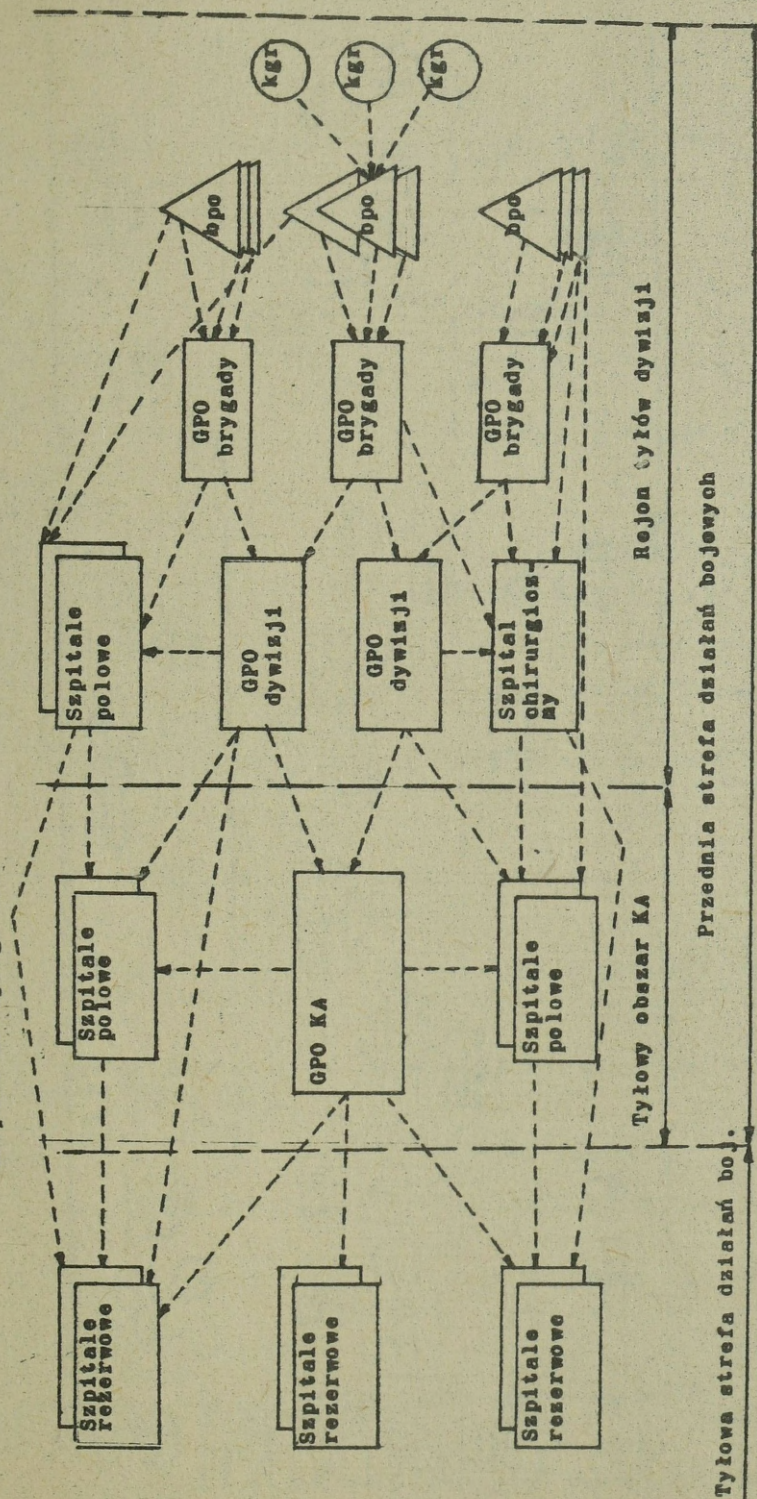 Szpitale
rezerwowe
Szpitale
polowe
Szpitale
polowe
GPO
brygady
bpo
kgr
GPO
dywizji
Szpitale
rezerwowe
GPO KA
GPO
dywizji
GPO
brygady
bpo
kgr
kgr
Szpitale
rezerwowe
Szpitale
polowe
Szpital
chirurgicz-
ny
GPO
brygady
bpo
Tyłowy obszar KA
Rejon tyłów dywizji
Przednia strefa działań bojowych
Tyłowa strefa działań boj.